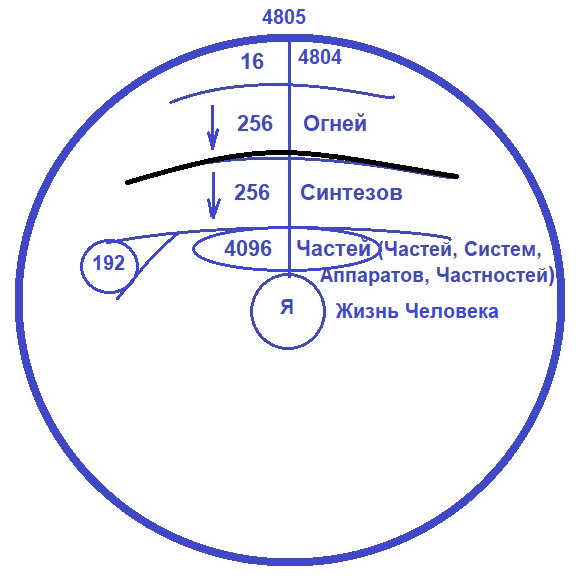 4805
16 4804
256 Огней
256 Синтезов
4096 Частей (Частей, Систем,
192
Аппаратов, Частностей)
Я Жизнь Человека